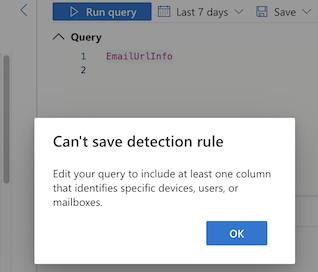 Run query
Last 7 days
Save
Query
1 EmailUrlInfo
2
Can't save detection rule
Edit your query to include at least one column
that identifies specific devices, users, or
mailboxes.
OK